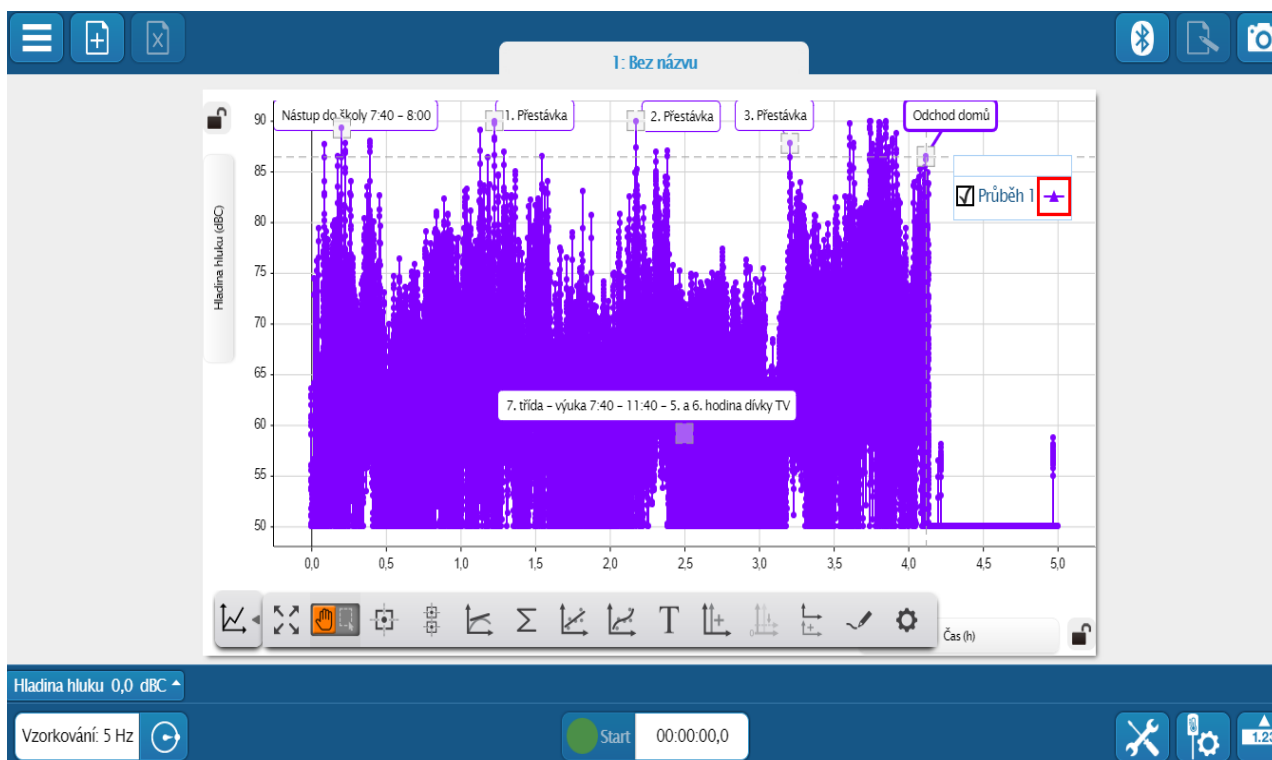 1: Bez názvu
Nástup do školy 7:40 – 8:00
1. Přestávka
2. Přestávka
3. Přestávka
Odchod domů
Průběh 1
Hladina hluku (dBC)
90
85
80
75
70
65
60
55
50
7. třída – výuka 7:40 – 11:40 – 5. a 6. hodina dívky TV
0,0 0,5 1,0 1,5 2,0 2,5 3,0 3,5 4,0 4,5 5,0
Čas (h)
Hladina hluku 0,0 dBC
Vzorkování: 5 Hz
Start
00:00:00,0
1.23